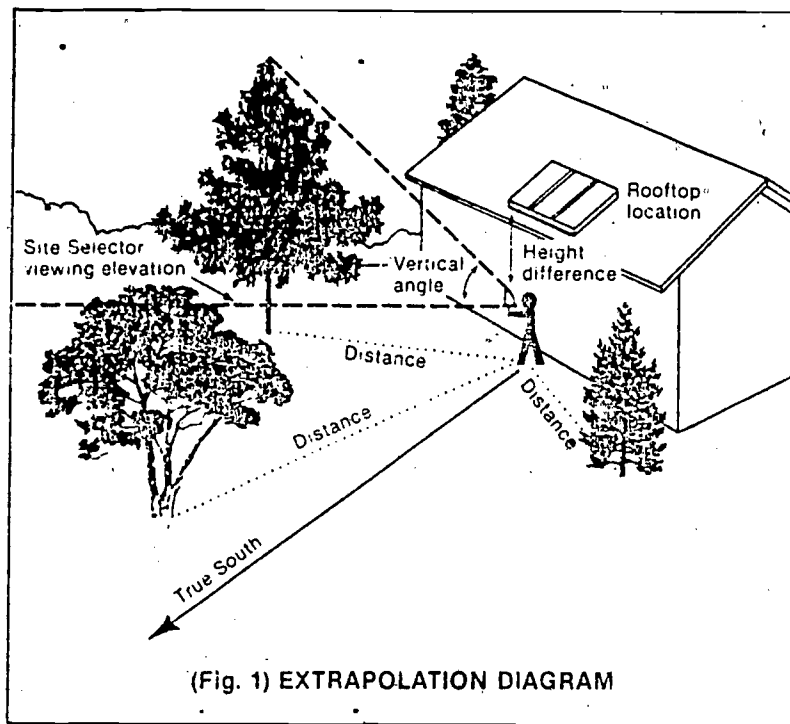 Rooftop
location
Site Selector
viewing elevation
Vertical
angle
Height
difference
Distance
Distance
Distance
True South
(Fig. 1) EXTRAPOLATION DIAGRAM